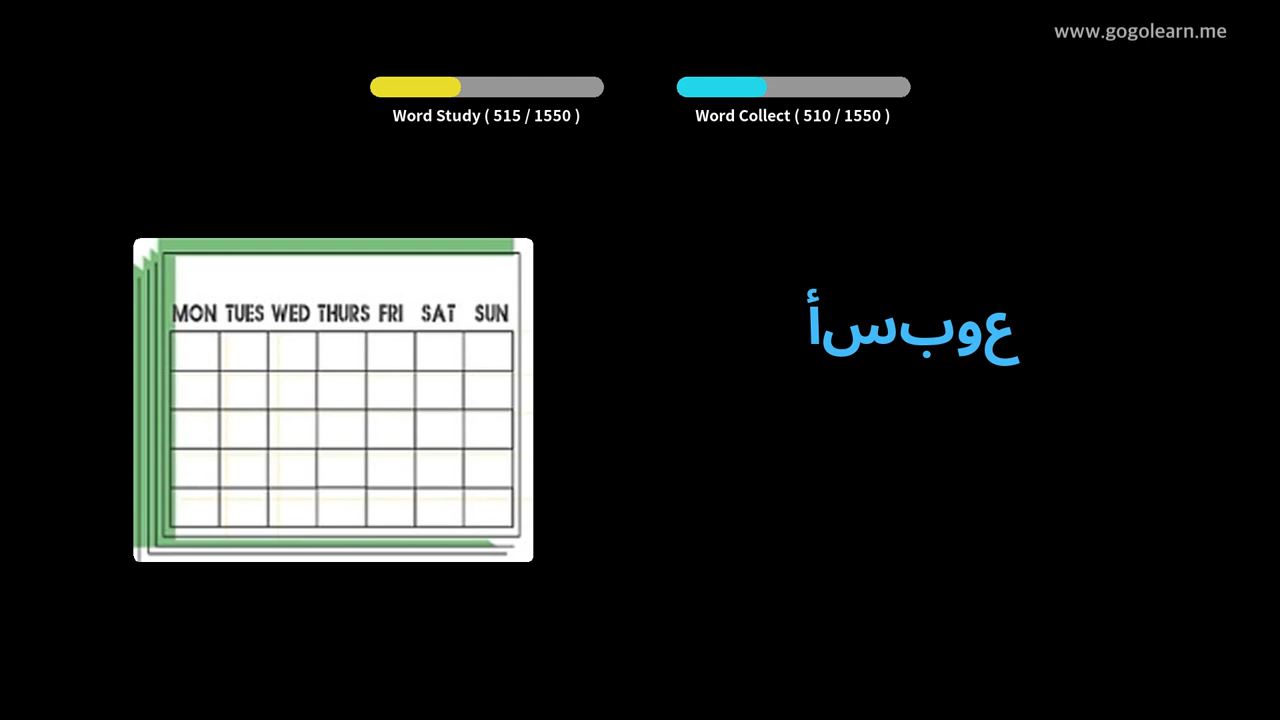 www.gogolearn.me
Word Study ( 515 / 1550 )
Word Collect ( 510 / 1550 )
MON TUES WED THURS FRI SAT SUN
عوبسأ